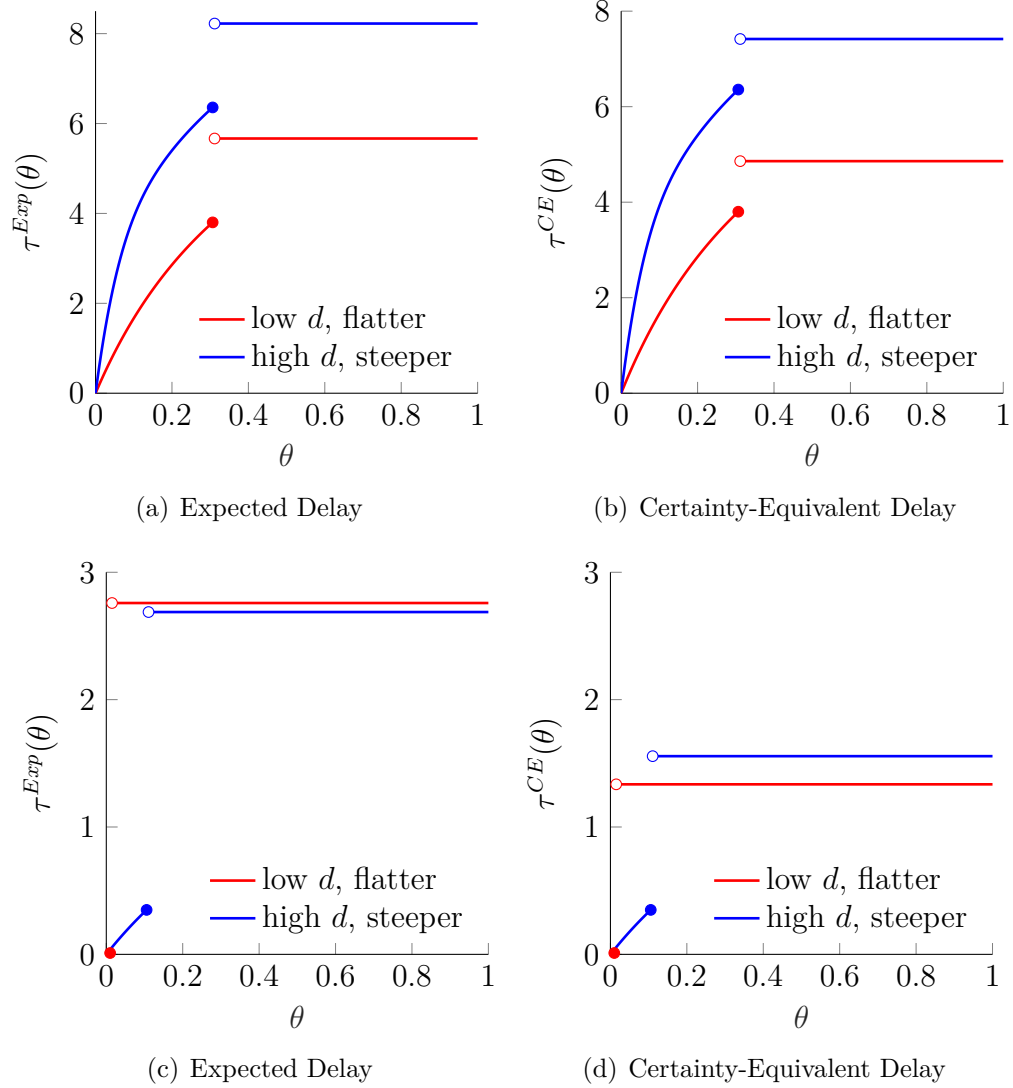 8
6
4
2
0
0
0.2
0.4
0.6
0.8
1
τ^{Exp}(θ)
θ
low d, flatter
high d, steeper
(a) Expected Delay
8
6
4
2
0
0
0.2
0.4
0.6
0.8
1
τ^{CE}(θ)
θ
low d, flatter
high d, steeper
(b) Certainty-Equivalent Delay
3
2
1
0
0
0.2
0.4
0.6
0.8
1
τ^{Exp}(θ)
θ
low d, flatter
high d, steeper
(c) Expected Delay
3
2
1
0
0
0.2
0.4
0.6
0.8
1
τ^{CE}(θ)
θ
low d, flatter
high d, steeper
(d) Certainty-Equivalent Delay